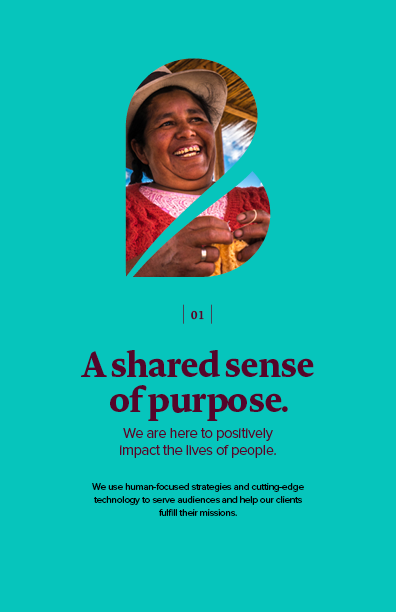 01
A shared sense
of purpose.
We are here to positively
impact the lives of people.
We use human-focused strategies and cutting-edge
technology to serve audiences and help our clients
fulfill their missions.